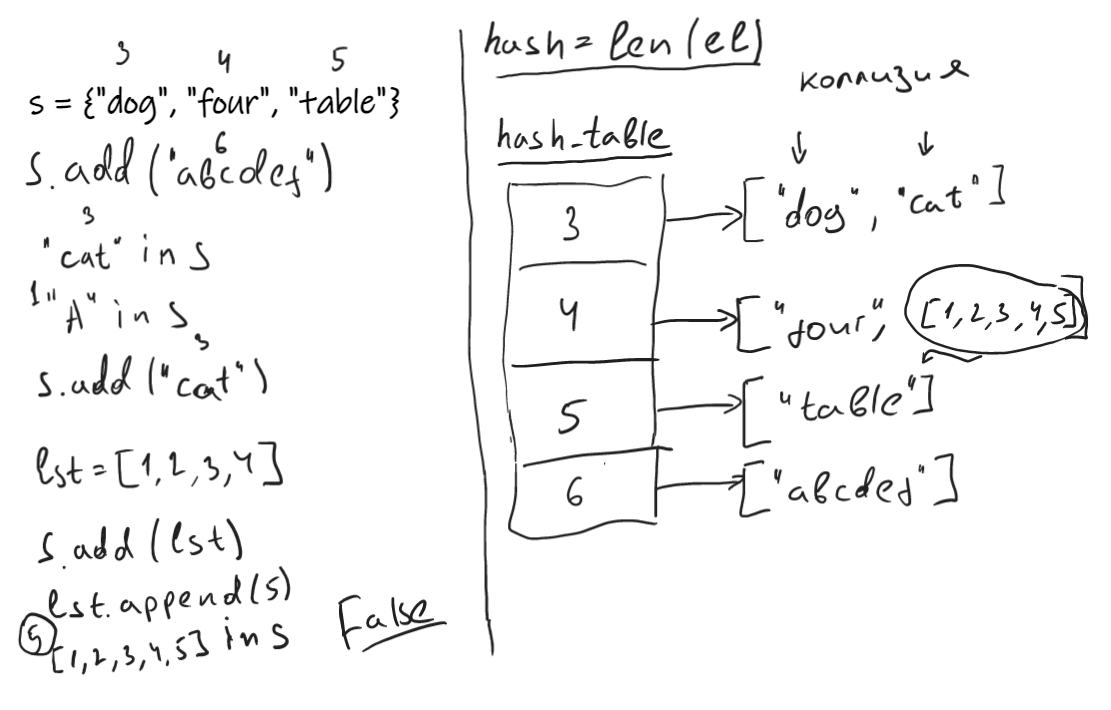 3 4 5
s = {"dog", "four", "table"}
6
s.add("abcdef")
3
"cat" in s
1
"A" in s
3
s.add("cat")
lst = [1,2,3,4]
s.add(lst)
lst.append(5)
5
[1,2,3,4,5] in s
False
hash = len(el)
коллизия
hash_table
3 ["dog", "cat"]
4 ["four", [1,2,3,4,5]]
5 ["table"]
6 ["abcdef"]